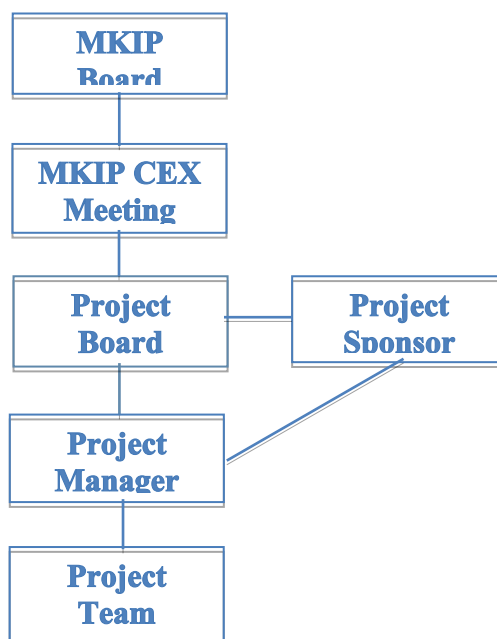 MKIP
Board
MKIP CEX
Meeting
Project
Board
Project
Sponsor
Project
Manager
Project
Team